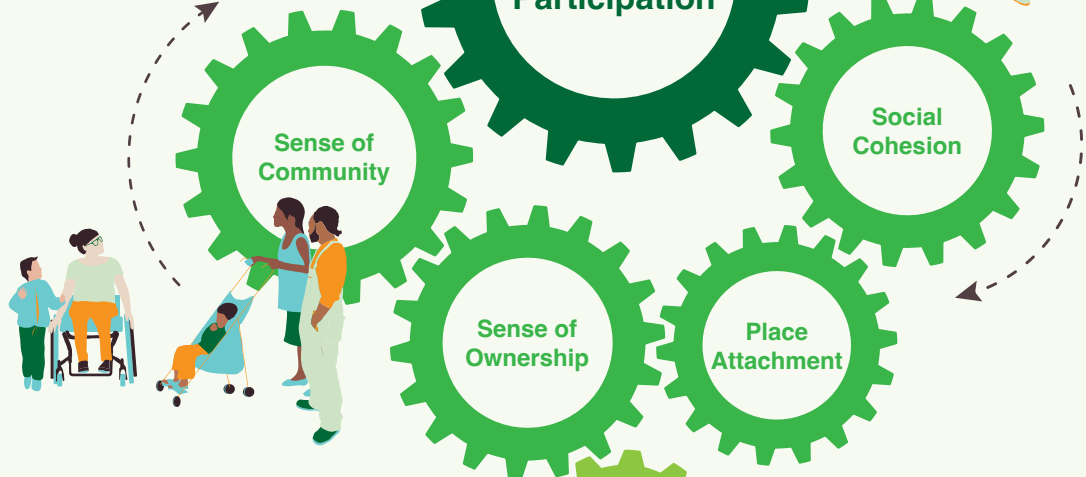 Participation
Sense of
Community
Social
Cohesion
Sense of
Ownership
Place
Attachment